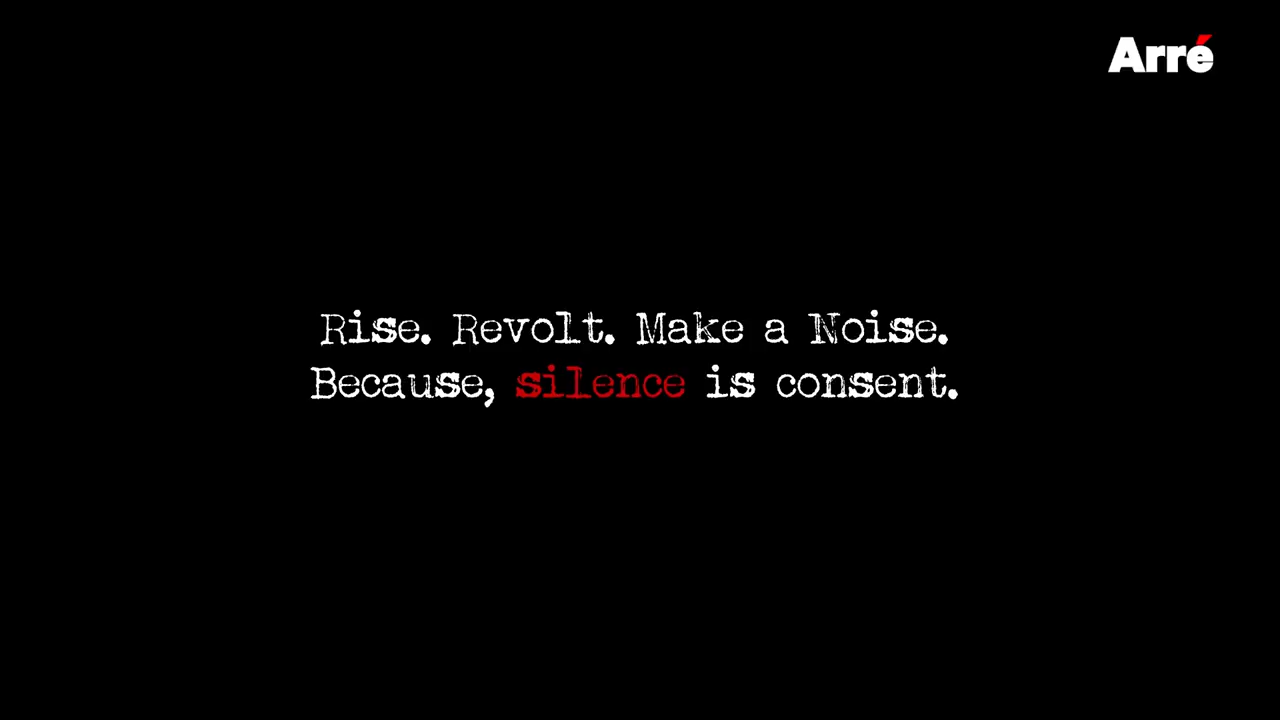 Arré
Rise. Revolt. Make a Noise.
Because, silence is consent.